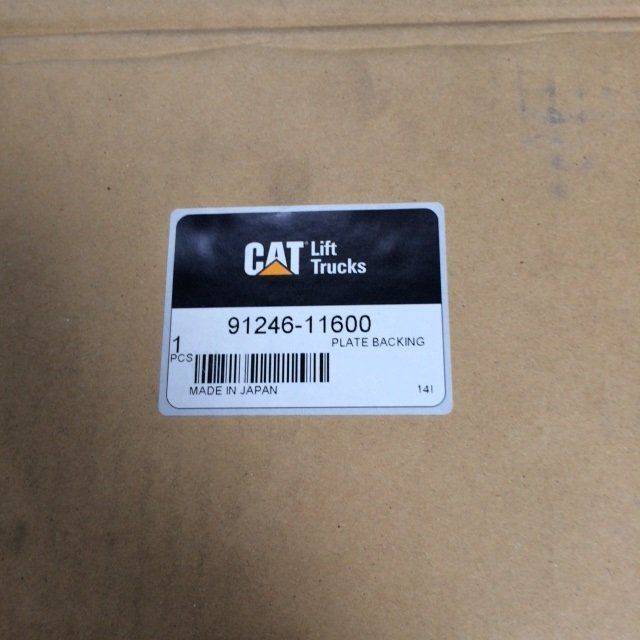 CAT Lift Trucks
91246-11600
1 PLATE BACKING
PCS
MADE IN JAPAN 14I